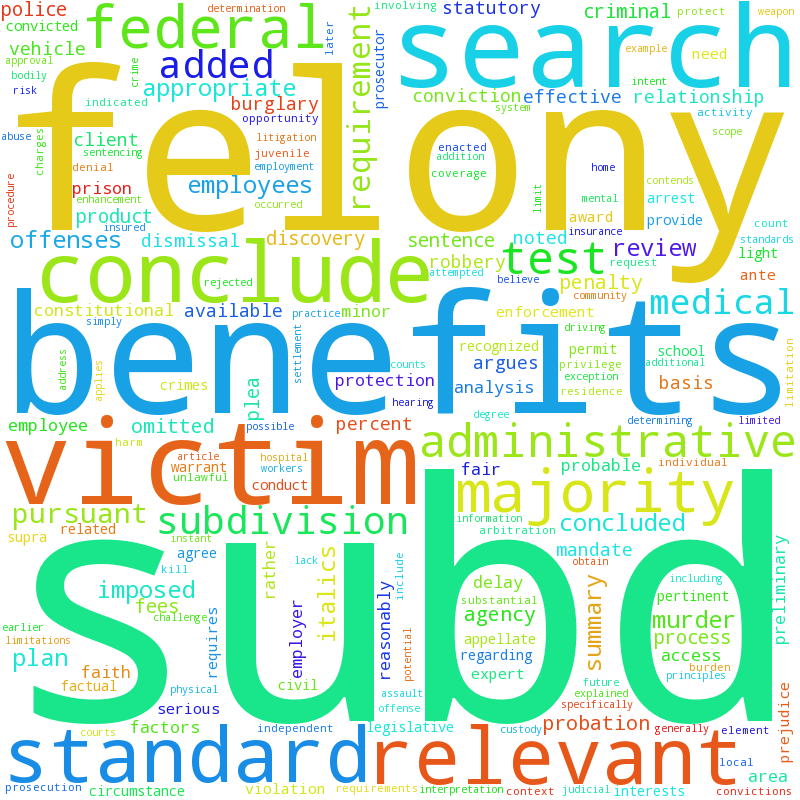 police
convicted
federal
determination
involving
statutory
criminal
protect
weapon
vehicle
approval
bodily
risk
crime
added
later
prosecutor
search
example
need
intent
appropriate
indicated
burglary
opportunity
requirement
conviction
effective
relationship
system
activity
scope
felony
charges
abuse
client
sentencing
denial
litigation
juvenile
employment
enacted
addition
coverage
home
mental
limit
contends
arrest
procedure
prison
enhancement
product
insured
occurred
employees
award
provide
insurance
count
standards
offenses
dismissal
discovery
sentence
noted
review
light
conclude
rejected
robbery
attempted
test
request
believe
penalty
community
ante
benefits
constitutional
simply
available
practice
minor
enforcement
medical
recognized
driving
permit
school
limitation
address
applies
settlement
counts
argues
privilege
additional
exception
crimes
plea
protection
hearing
analysis
residence
basis
degree
employee
omitted
possible
percent
determining
limited
victim
harm
article
warrant
unlawful
hospital
workers
conduct
administrative
fair
probable
individual
majority
pursuant
subdivision
information
arbitration
concluded
supra
related
instant
agree
kill
rather
lack
italics
reasonably
include
mandate
obtain
preliminary
subd
imposed
fees
challenge
requires
employer
delay
substantial
agency
appellate
regarding
expert
summary
including
pertinent
murder
process
access
burden
principles
earlier
limitations
plan
faith
factual
physical
civil
potential
assault
offense
future
explained
specifically
serious
factors
courts
independent
legislative
custody
probation
generally
element
prejudice
standard
relevant
local
area
prosecution
circumstance
violation
requirements
interpretation
context
judicial
interests
convictions